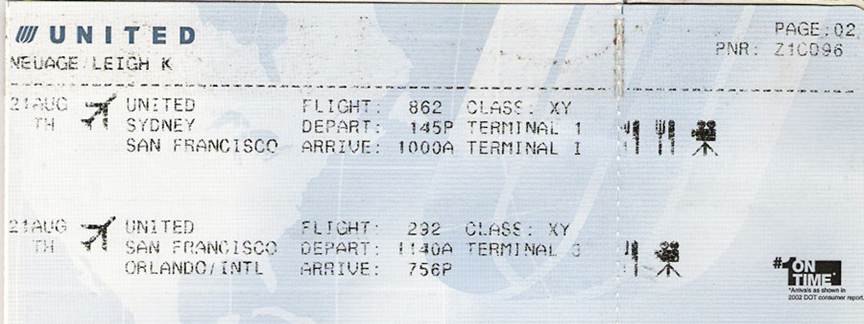 UNITED
PAGE:02
PNR: Z1CD96
NEUAGE/LEIGH K
21AUG UNITED FLIGHT: 862 CLASS: XY
TH SYDNEY DEPART: 145P TERMINAL 1
SAN FRANCISCO ARRIVE: 1000A TERMINAL I
21AUG UNITED FLIGHT: 292 CLASS: XY
TH SAN FRANCISCO DEPART: 1140A TERMINAL 3
ORLANDO/INTL ARRIVE: 756P
#1 ON
TIME
*Arrivals as shown in
2002 DOT consumer report.